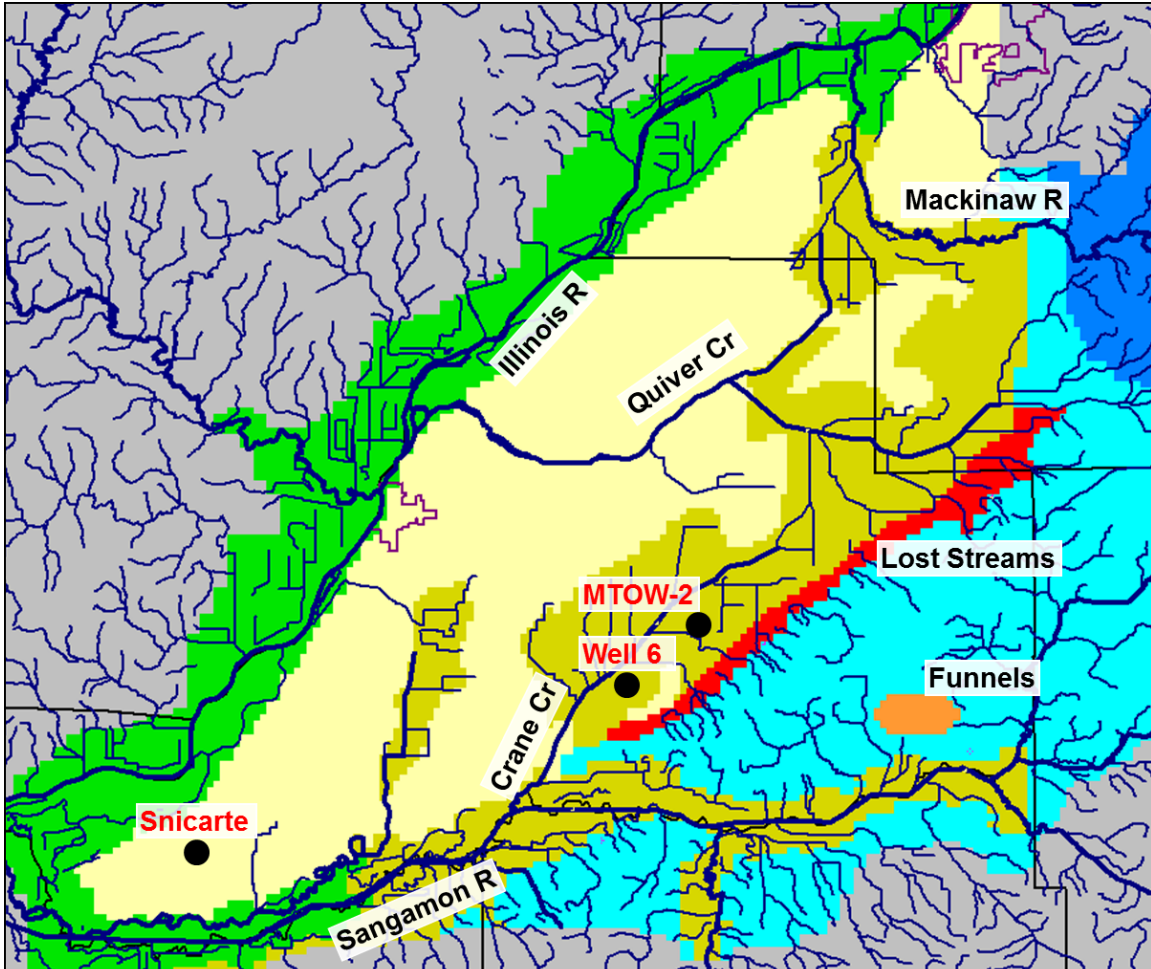 Mackinaw R
Illinois R
Quiver Cr
Lost Streams
MTOW-2
Well 6
Funnels
Crane Cr
Snicarte
Sangamon R